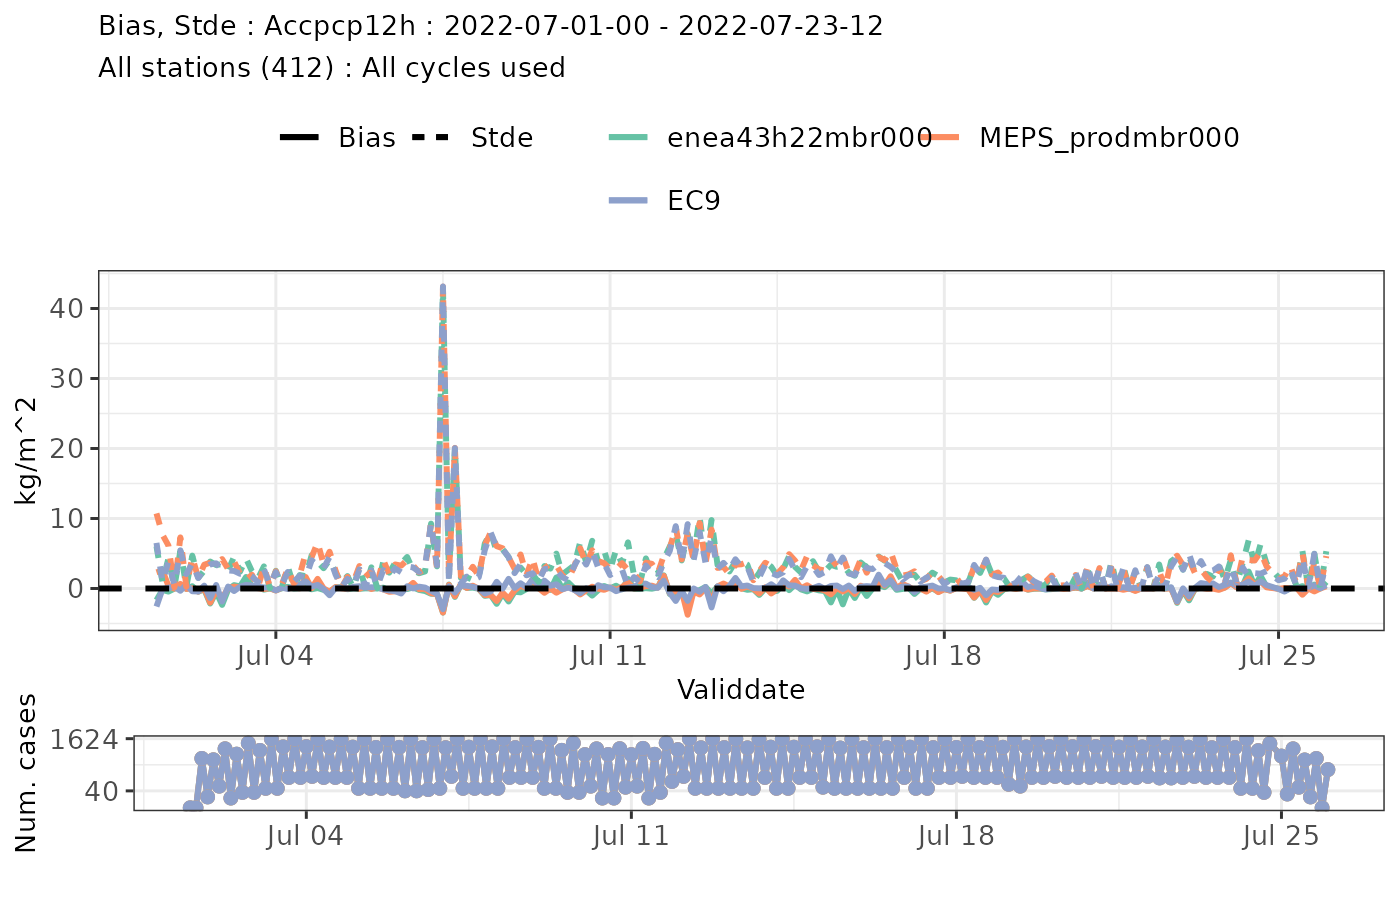 Bias, Stde : Accpcp12h : 2022-07-01-00 - 2022-07-23-12
All stations (412) : All cycles used
Bias Stde enea43h22mbr000 MEPS_prodmbr000
EC9
40
30
20
10
0
kg/m^2
Jul 04 Jul 11 Jul 18 Jul 25
Validdate
1624
40
Num. cases
Jul 04 Jul 11 Jul 18 Jul 25